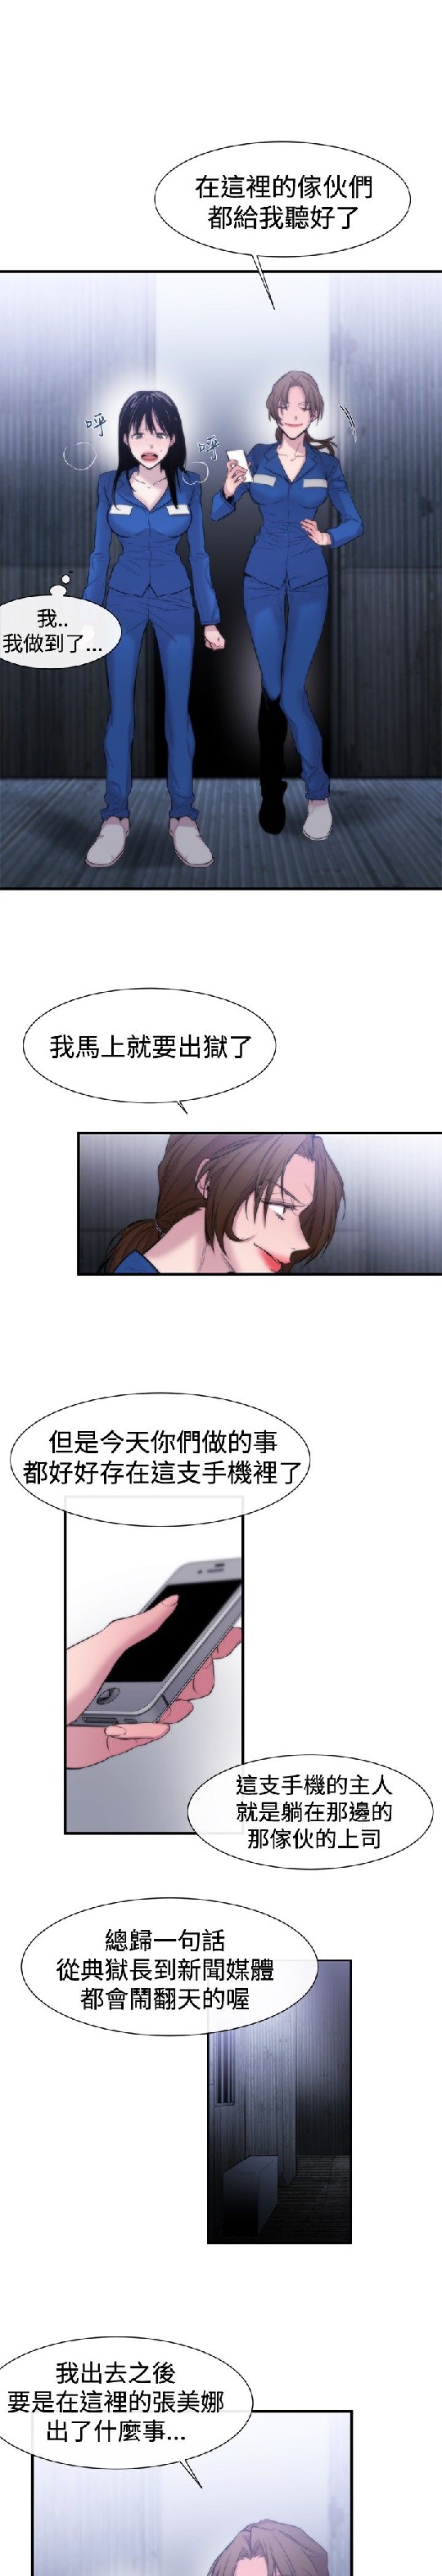 在這裡的傢伙們
都給我聽好了
呼
呼
我..
我做到了...
我馬上就要出獄了
但是今天你們做的事
都好好存在這支手機裡了
這支手機的主人
就是躺在那邊的
那傢伙的上司
總歸一句話
從典獄長到新聞媒體
都會鬧翻天的喔
我出去之後
要是在這裡的張美娜
出了什麼事...